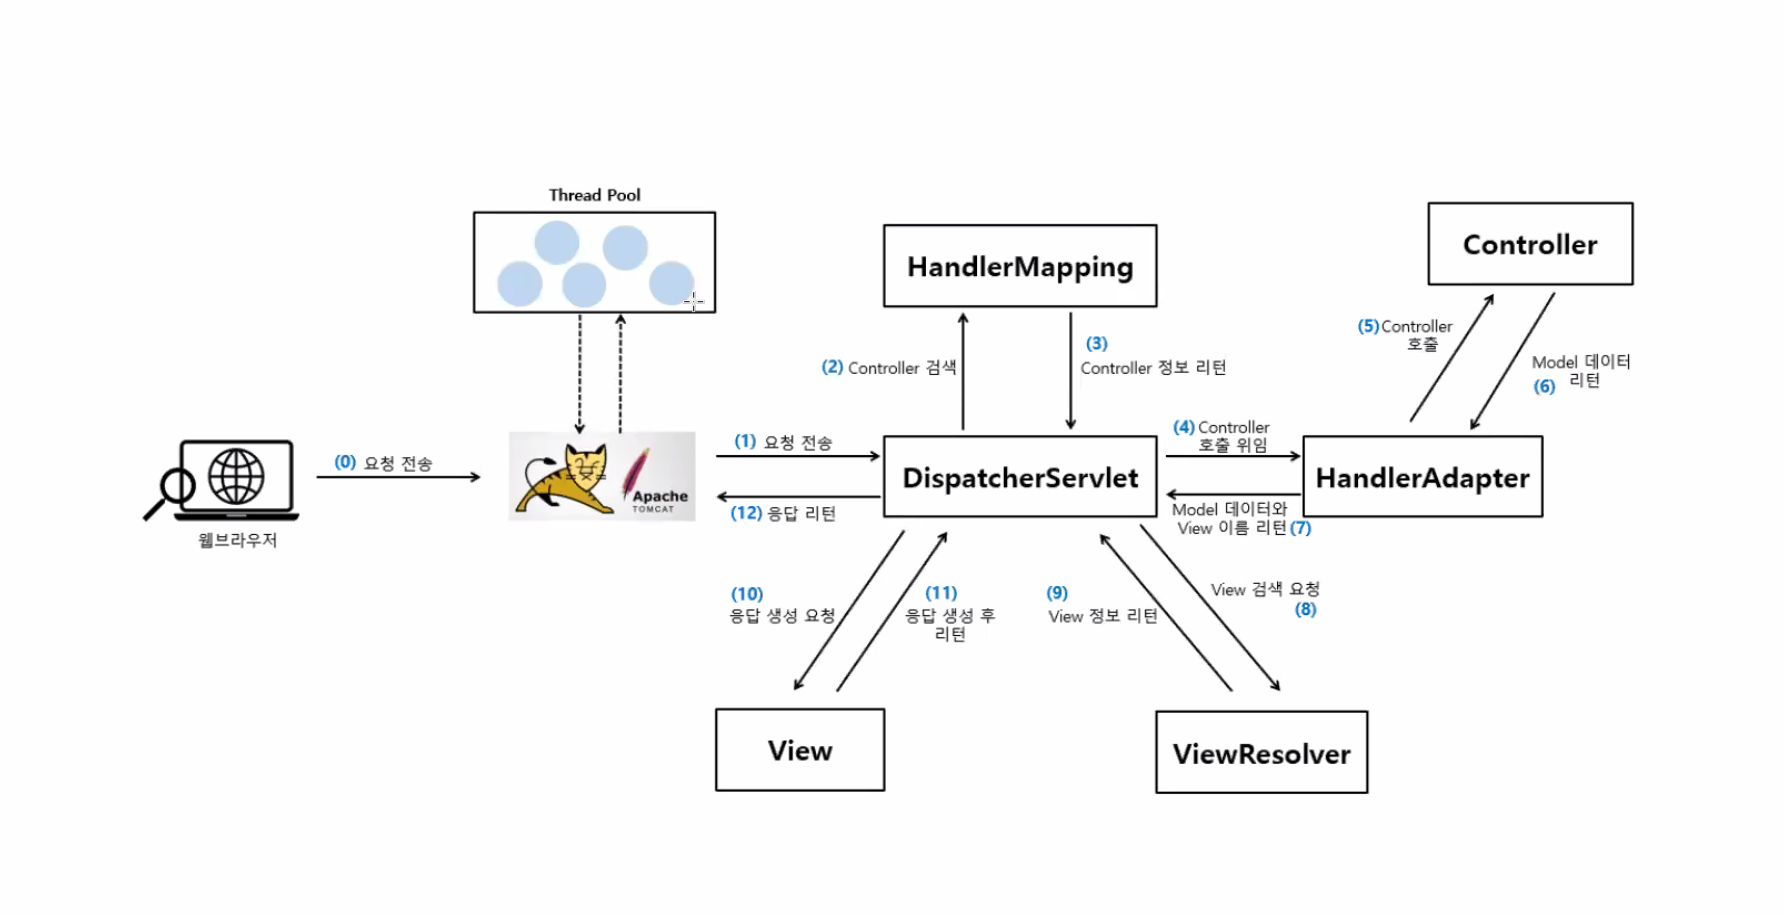 Thread Pool
HandlerMapping
Controller
(5) Controller
호출
Model 데이터
(6) 리턴
(2) Controller 검색
(3)
Controller 정보 리턴
(0) 요청 전송
웹브라우저
Apache
TOMCAT
(1) 요청 전송
(12) 응답 리턴
DispatcherServlet
(4) Controller
호출 위임
Model 데이터와
View 이름 리턴 (7)
HandlerAdapter
(10)
응답 생성 요청
(11)
응답 생성 후
리턴
(9)
View 정보 리턴
View 검색 요청
(8)
View
ViewResolver